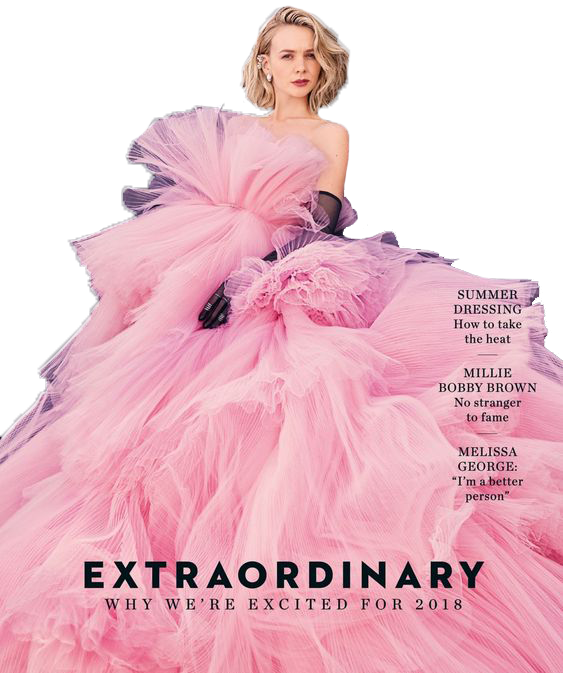 SUMMER
DRESSING
How to take
the heat
MILLIE
BOBBY BROWN
No stranger
to fame
MELISSA
GEORGE:
“I’m a better
person”
EXTRAORDINARY
WHY WE’RE EXCITED FOR 2018